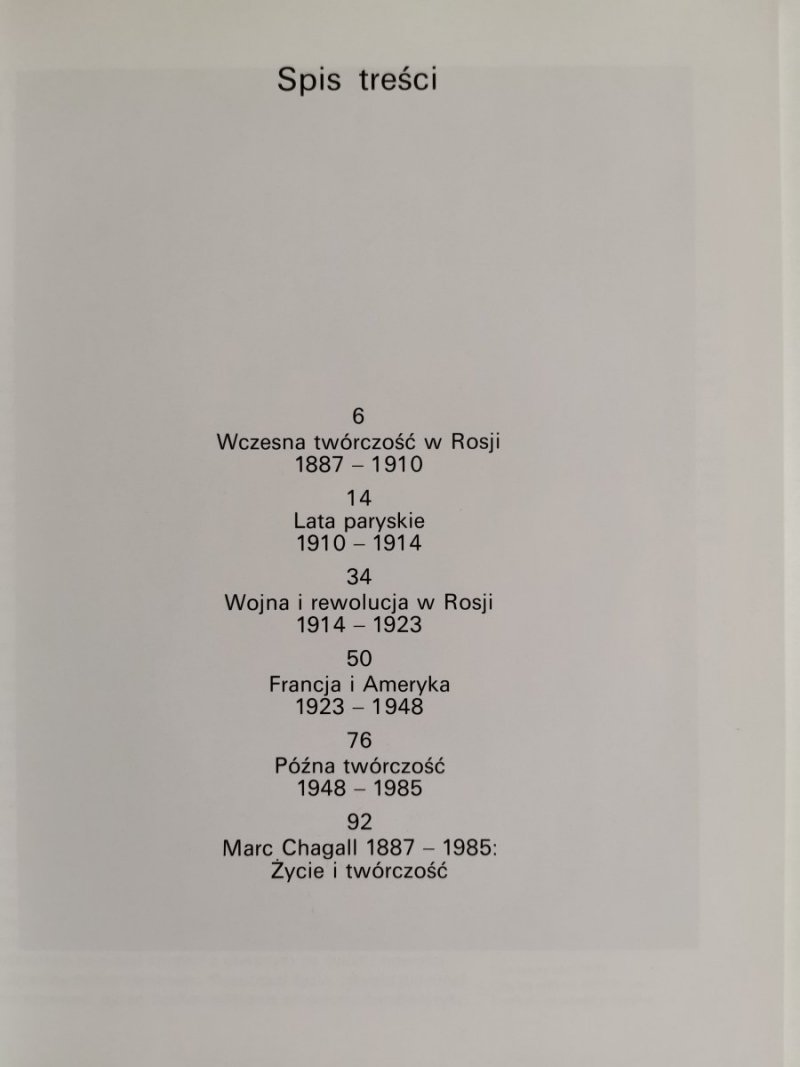 Spis treści
6
Wczesna twórczość w Rosji
1887 – 1910
14
Lata paryskie
1910 – 1914
34
Wojna i rewolucja w Rosji
1914 – 1923
50
Francja i Ameryka
1923 – 1948
76
Późna twórczość
1948 – 1985
92
Marc Chagall 1887 – 1985:
Życie i twórczość